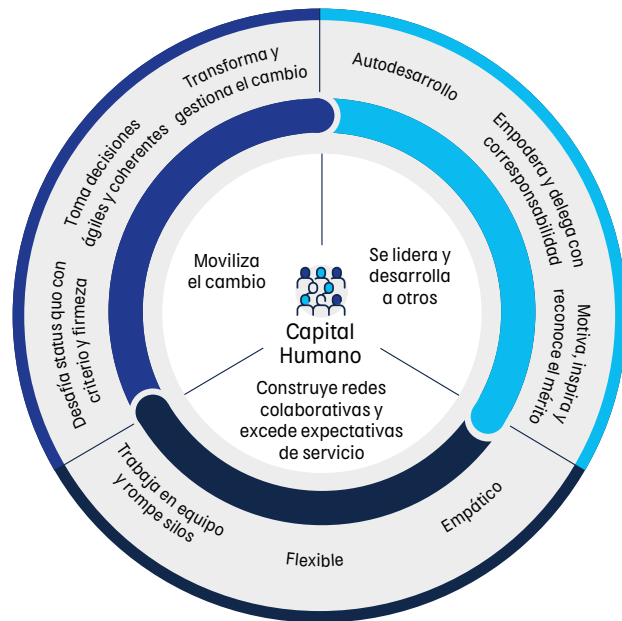 Transforma y
gestiona el cambio
Autodesarrollo
Toma decisiones
ágiles y coherentes
Empodera y delega con
corresponsabilidad
Desafía status quo con
criterio y firmeza
Motiva, inspira y
reconoce el mérito
Moviliza
el cambio
Se lidera y
desarrolla
a otros
Capital
Humano
Construye redes
colaborativas y
excede expectativas
de servicio
Trabaja en equipo
y rompe silos
Flexible
Empático